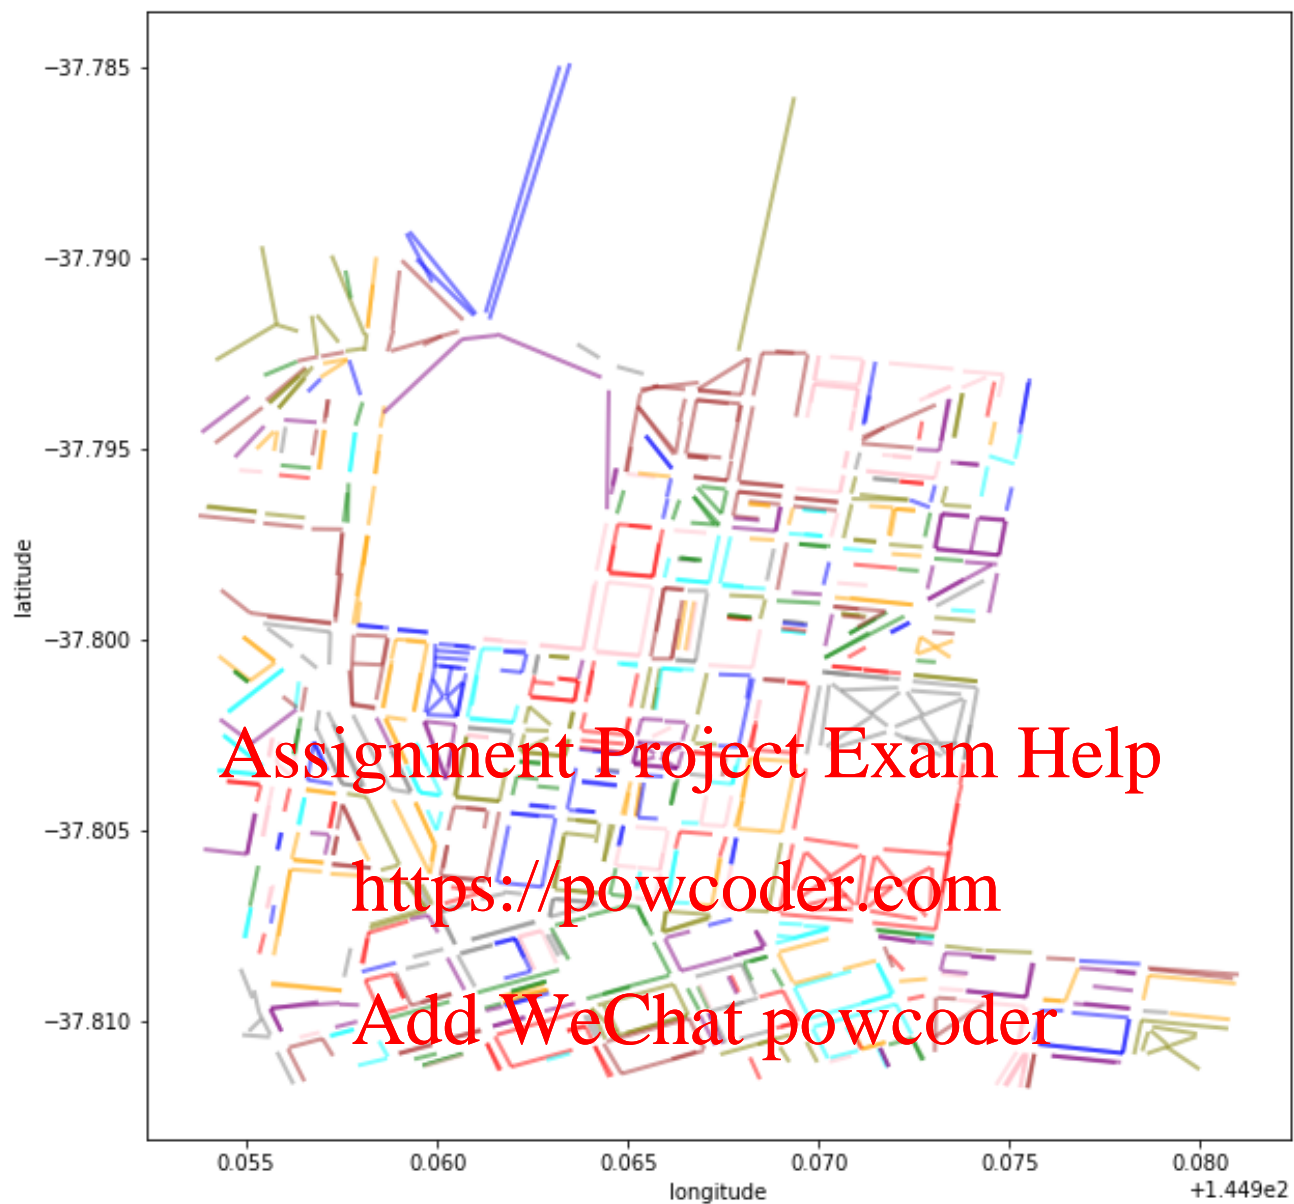 −37.785
−37.790
−37.795
−37.800
−37.805
−37.810
latitude
Assignment Project Exam Help
https://powcoder.com
Add WeChat powcoder
0.055 0.060 0.065 0.070 0.075 0.080
longitude
+1.449e2